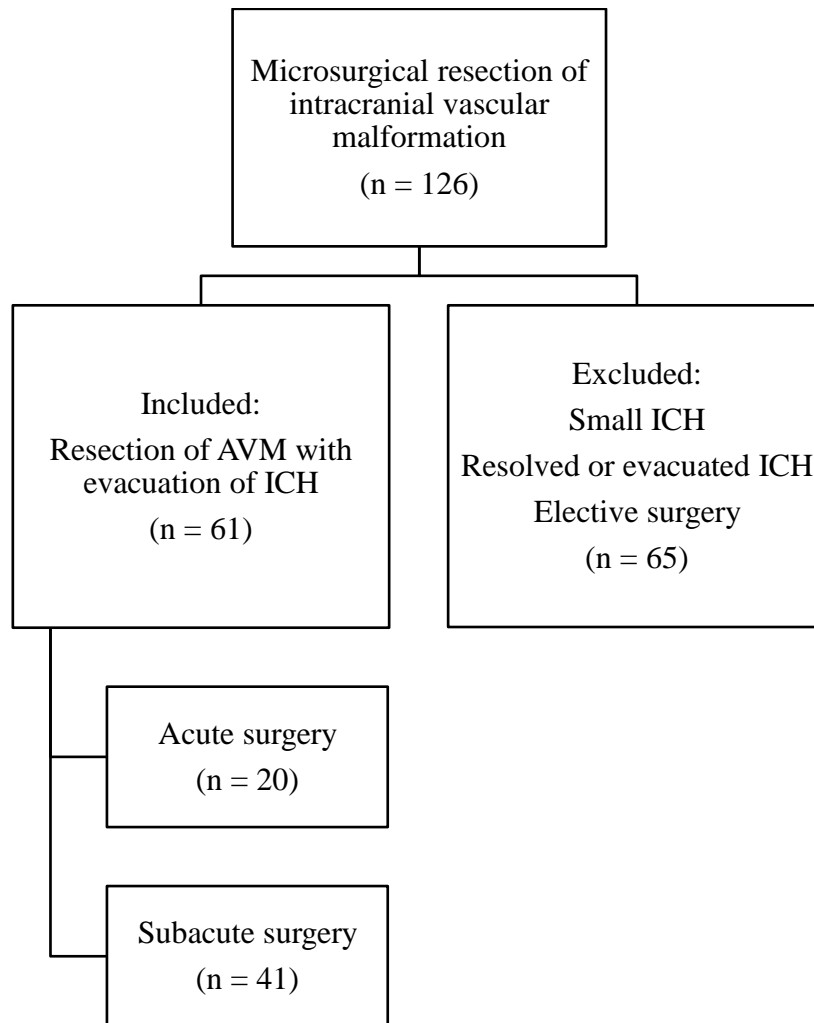 Microsurgical resection of
intracranial vascular
malformation
(n = 126)
Included:
Resection of AVM with
evacuation of ICH
(n = 61)
Excluded:
Small ICH
Resolved or evacuated ICH
Elective surgery
(n = 65)
Acute surgery
(n = 20)
Subacute surgery
(n = 41)